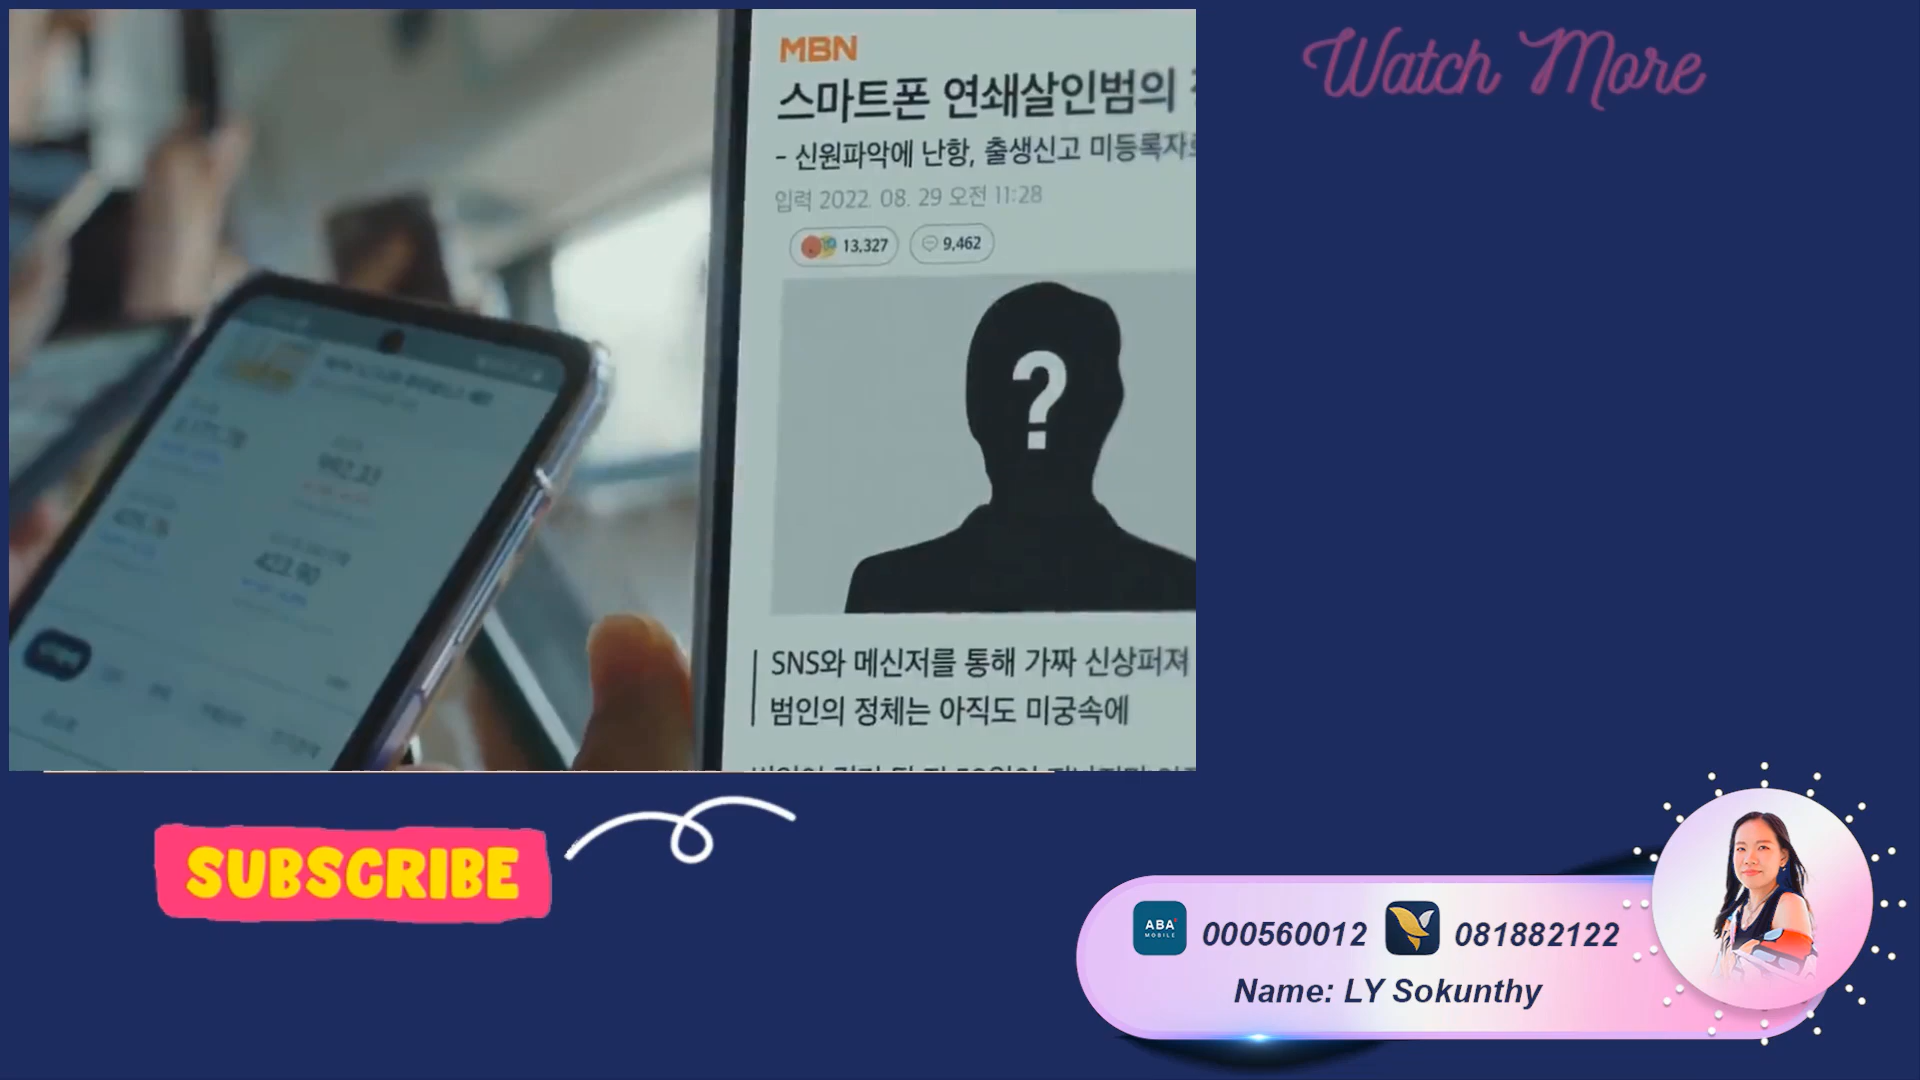 Watch More
MBN
스마트폰 연쇄살인범의
- 신원파악에 난항, 출생신고 미등록자
입력 2022. 08. 29 오전 11:28
13,327 9,462
?
SNS와 메신저를 통해 가짜 신상퍼져
범인의 정체는 아직도 미궁속에
992.33
423.90
SUBSCRIBE
ABA MOBILE 000560012 081882122
Name: LY Sokunthy